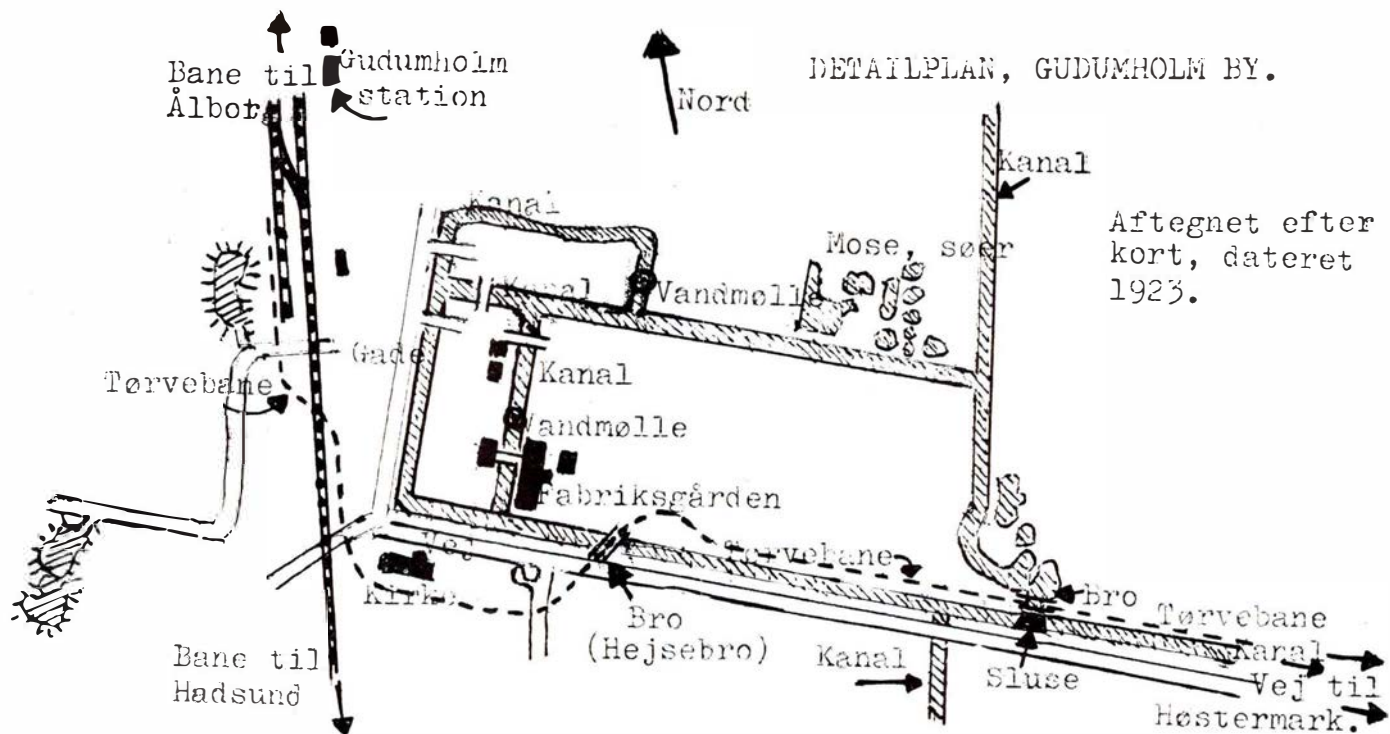 DETAILPLAN, GUDUMHOLM BY.
Bane til
Ålborg
Gudumholm
station
Nord
Kanal
Aftegnet efter
kort, dateret
1923.
Kanal
Mose, søer
Kanal
Vandmølle
Gade
Tørvebane
Kanal
Vandmølle
Fabriksgården
Vej
Kirke
Tørvebane
Bro
(Hejsebro)
Bro
Tørvebane
Kanal
Kanal
Sluse
Vej til
Høstermark.
Bane til
Hadsund